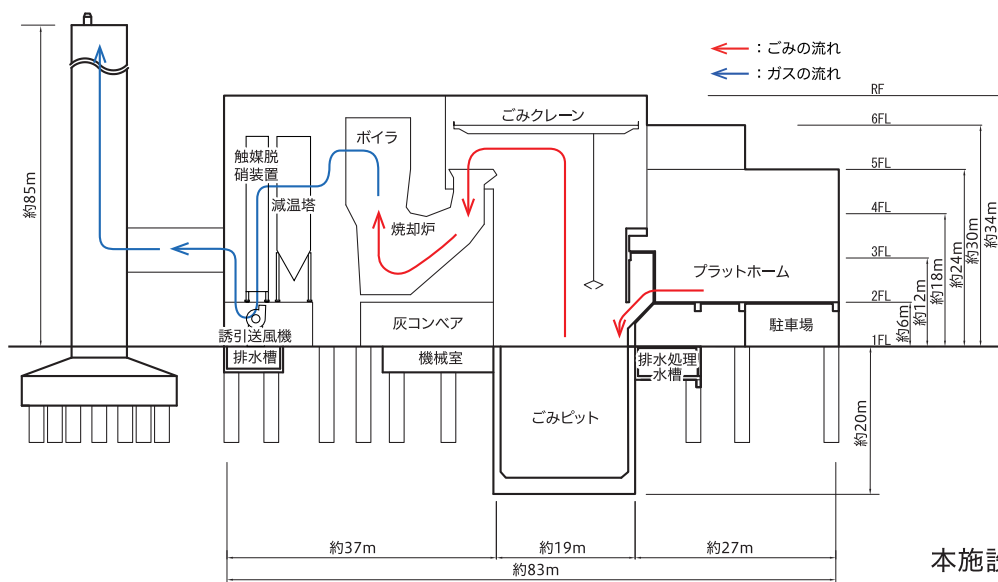 ：ごみの流れ
：ガスの流れ
RF
6FL
5FL
4FL
3FL
2FL
1FL
ごみクレーン
ボイラ
触媒脱
硝装置
減温塔
焼却炉
プラットホーム
灰コンベア
駐車場
誘引送風機
排水槽
機械室
排水処理
水槽
ごみピット
約85m
約6m
約12m
約18m
約24m
約30m
約34m
約20m
約37m
約19m
約27m
約83m
本施設